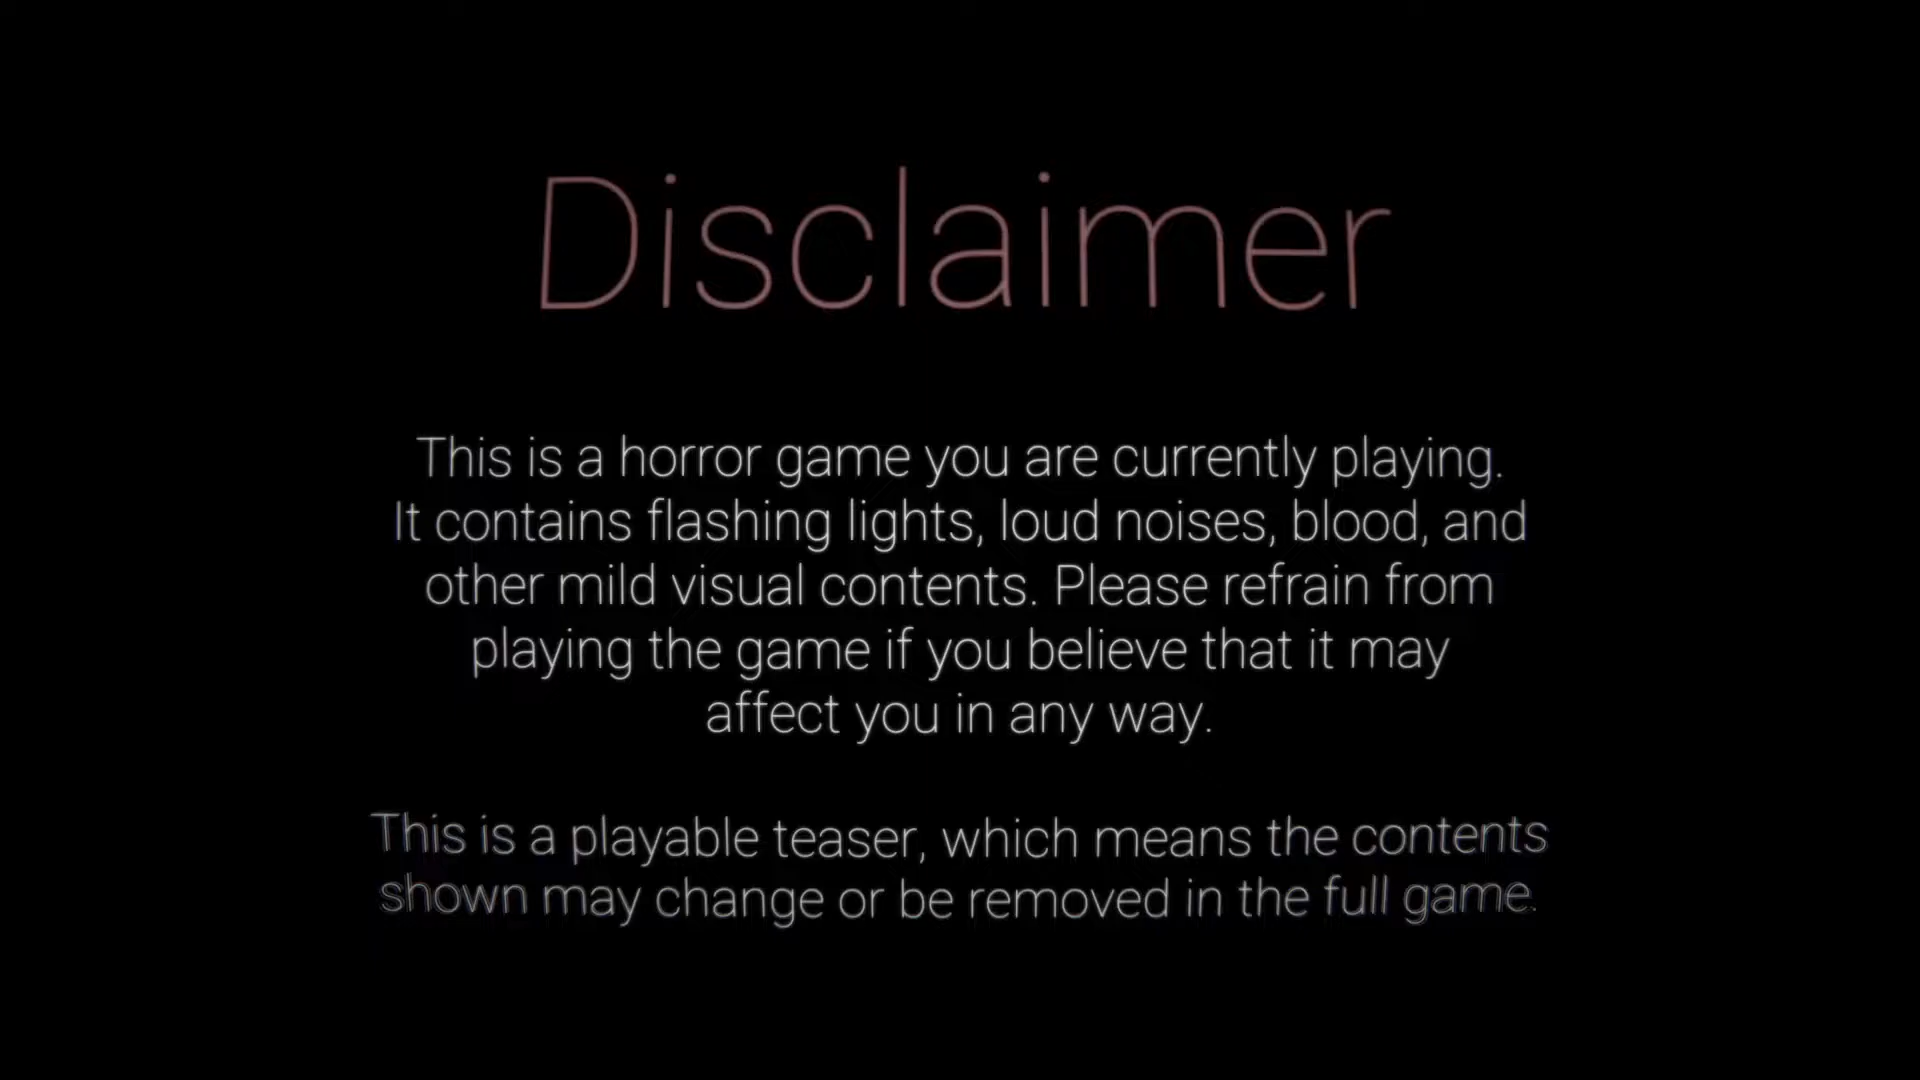 Disclaimer
This is a horror game you are currently playing.
It contains flashing lights, loud noises, blood, and
other mild visual contents. Please refrain from
playing the game if you believe that it may
affect you in any way.
This is a playable teaser, which means the contents
shown may change or be removed in the full game.